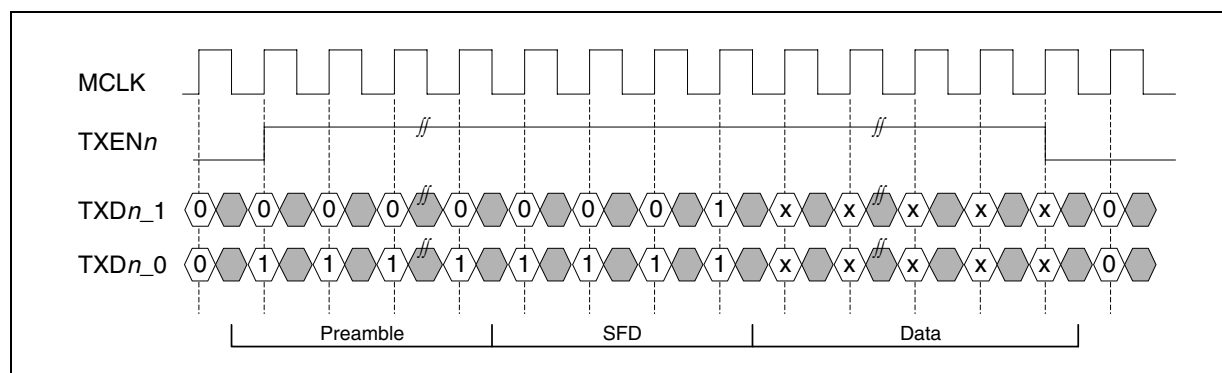 MCLK
TXENn
TXDn_1 0 0 0 0 0 0 0 0 1 x x x x x 0
TXDn_0 0 1 1 1 1 1 1 1 1 x x x x x 0
Preamble SFD Data